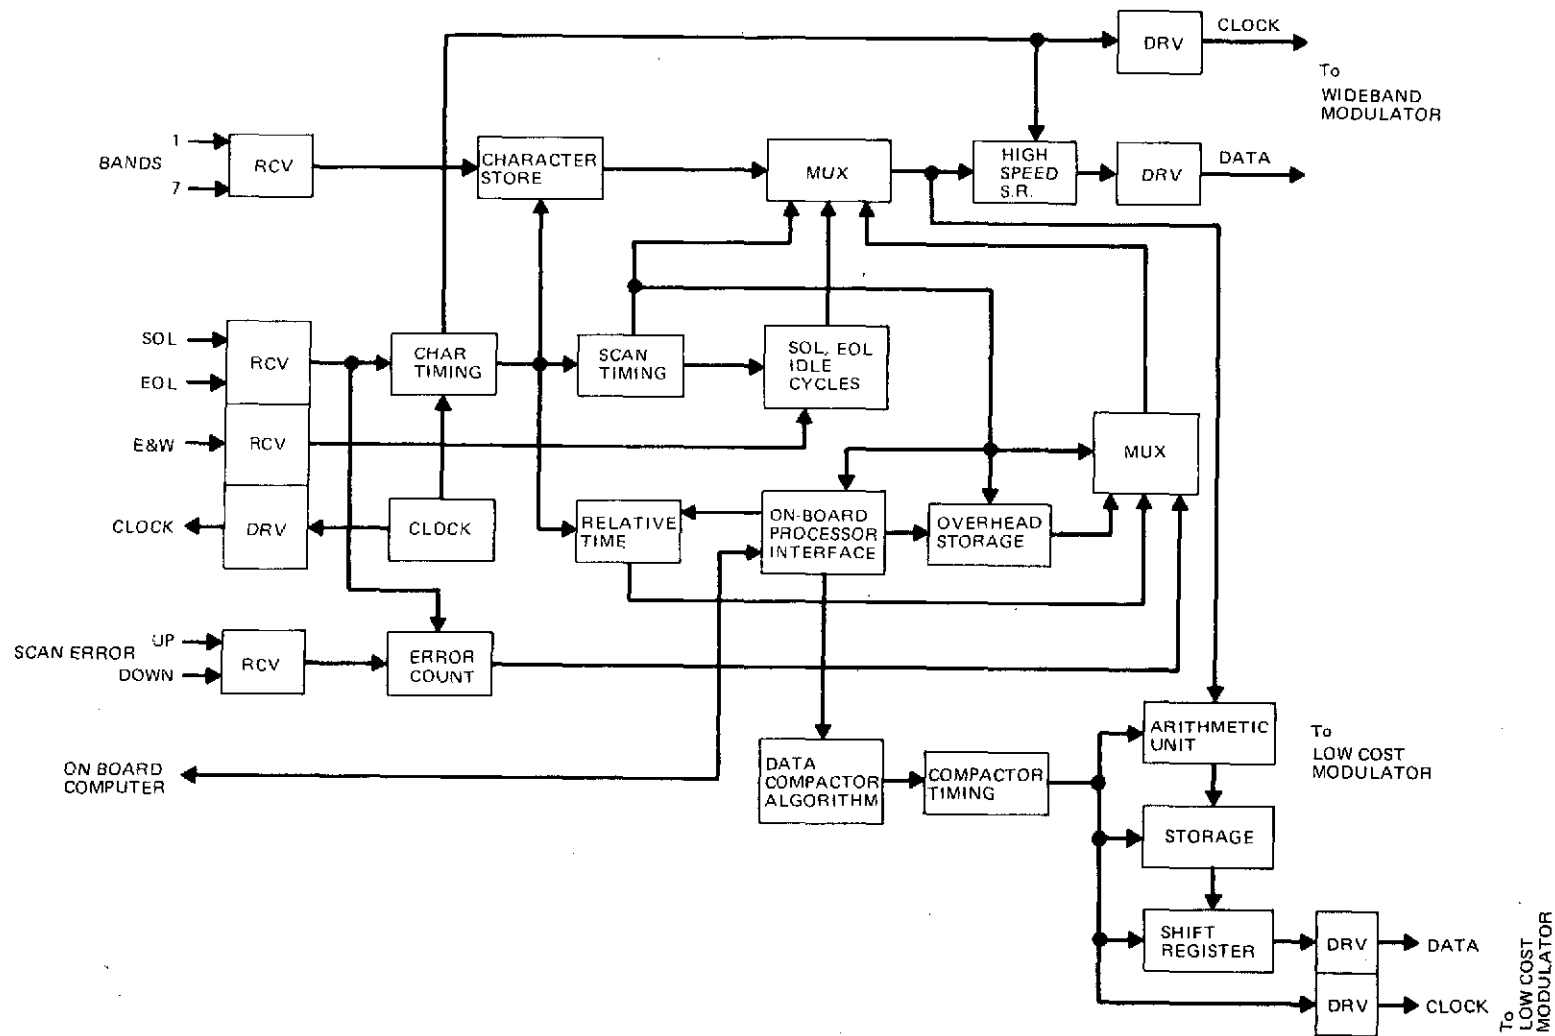 CLOCK
DRV
To
WIDEBAND
MODULATOR
1
BANDS
7
RCV
CHARACTER
STORE
MUX
HIGH
SPEED
S.R.
DRV
DATA
SOL
EOL
RCV
CHAR
TIMING
SCAN
TIMING
SOL, EOL
IDLE
CYCLES
E&W
RCV
MUX
CLOCK
DRV
CLOCK
RELATIVE
TIME
ON-BOARD
PROCESSOR
INTERFACE
OVERHEAD
STORAGE
SCAN ERROR
UP
DOWN
RCV
ERROR
COUNT
ON BOARD
COMPUTER
DATA
COMPACTOR
ALGORITHM
COMPACTOR
TIMING
ARITHMETIC
UNIT
To
LOW COST
MODULATOR
STORAGE
SHIFT
REGISTER
DRV
DATA
DRV
CLOCK
To
LOW COST
MODULATOR